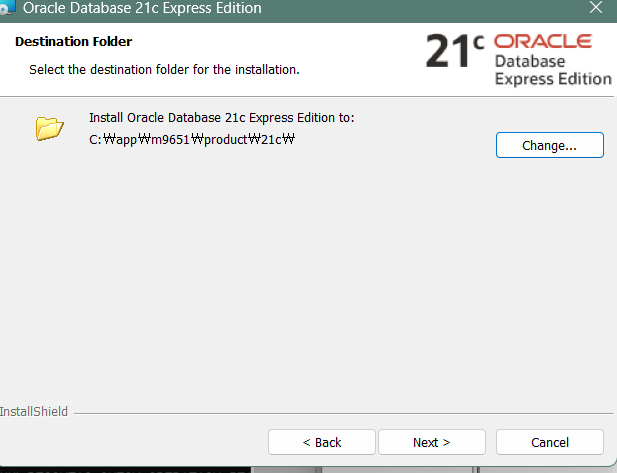 Oracle Database 21c Express Edition
Destination Folder
Select the destination folder for the installation.
21c ORACLE
Database
Express Edition
Install Oracle Database 21c Express Edition to:
C:₩app₩m9651₩product₩21c₩
Change...
InstallShield
< Back
Next >
Cancel